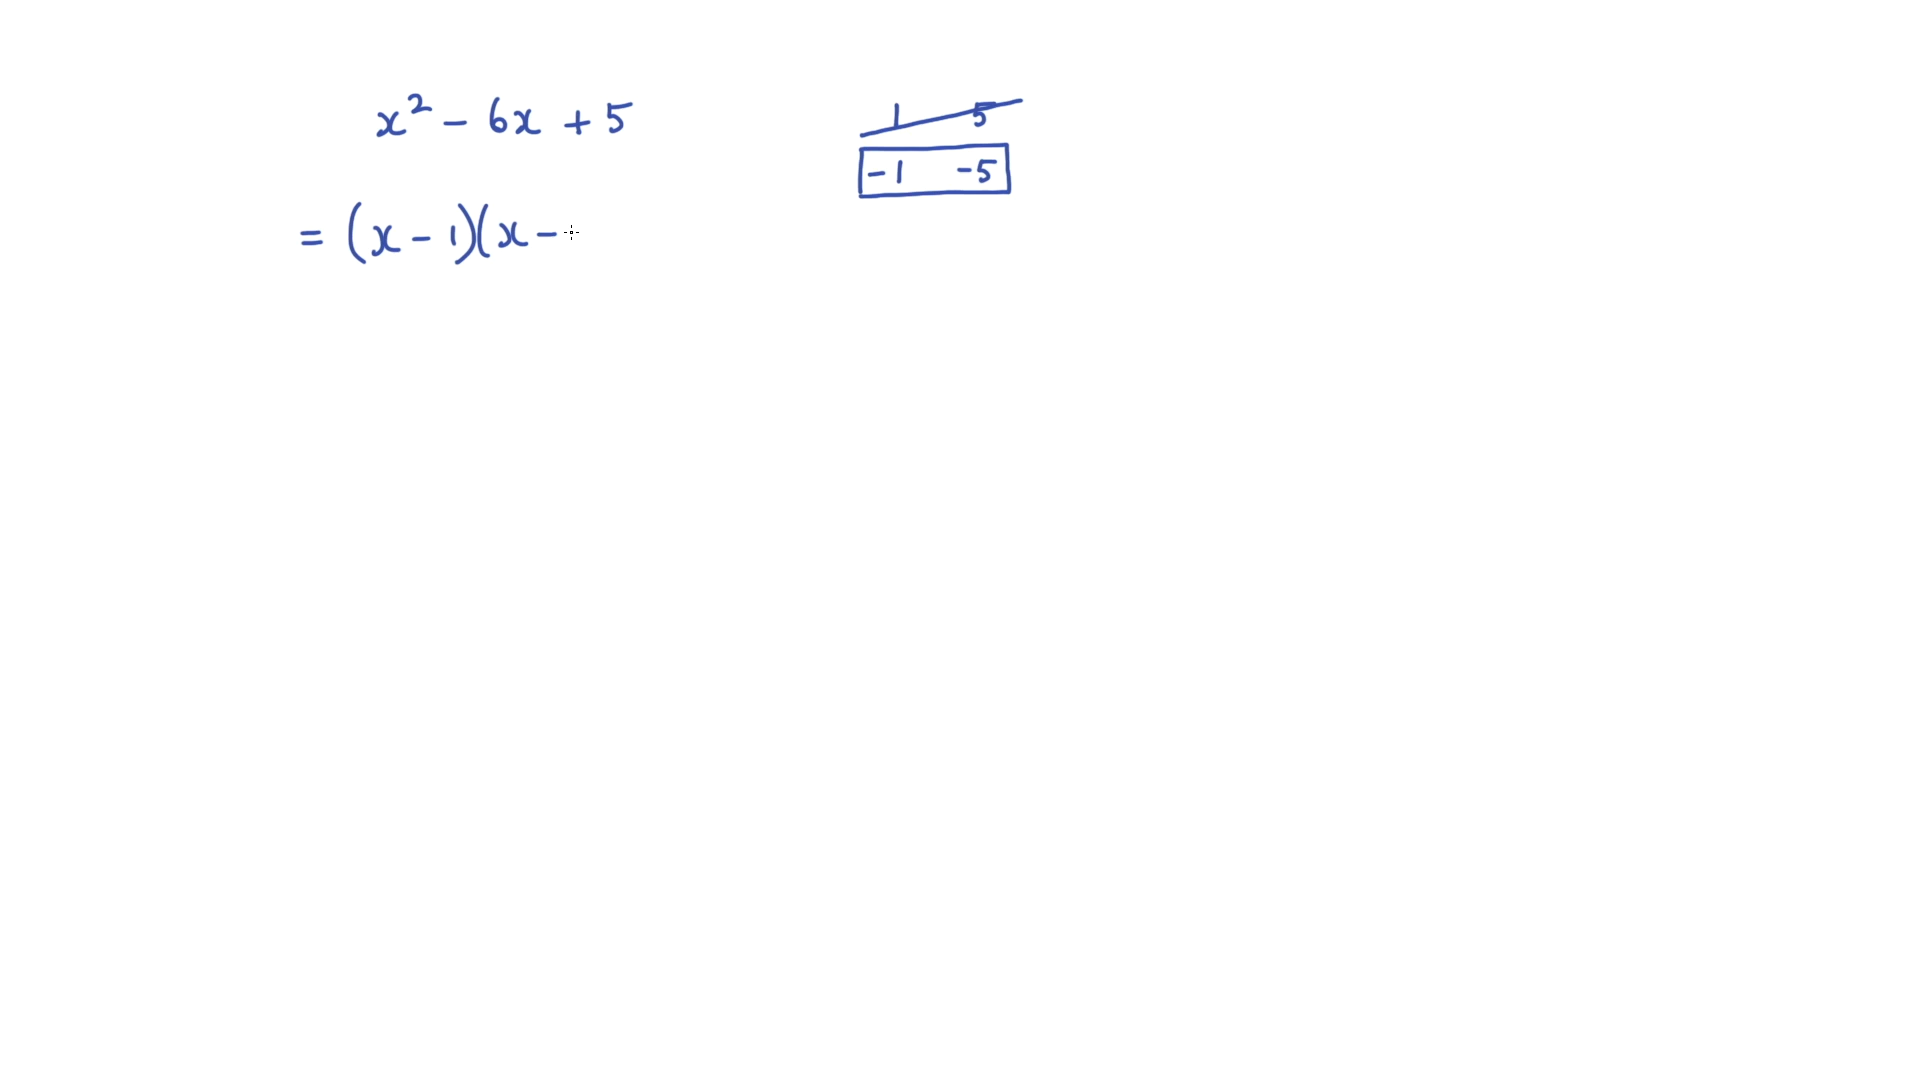 x² - 6x + 5
= (x - 1)(x -
1 5
-1 -5